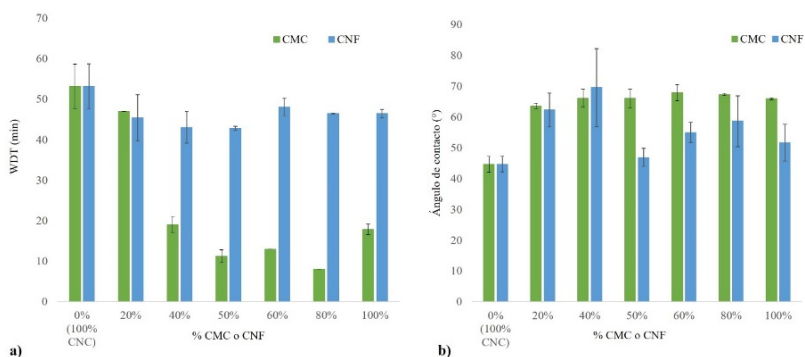 70
60
50
40
30
20
10
0
WDT (min)
CMC CNF
0% 20% 40% 50% 60% 80% 100%
(100%
CNC)
% CMC o CNF
a)
90
80
70
60
50
40
30
20
10
0
Ángulo de contacto (°)
CMC CNF
0% 20% 40% 50% 60% 80% 100%
(100%
CNC)
% CMC o CNF
b)